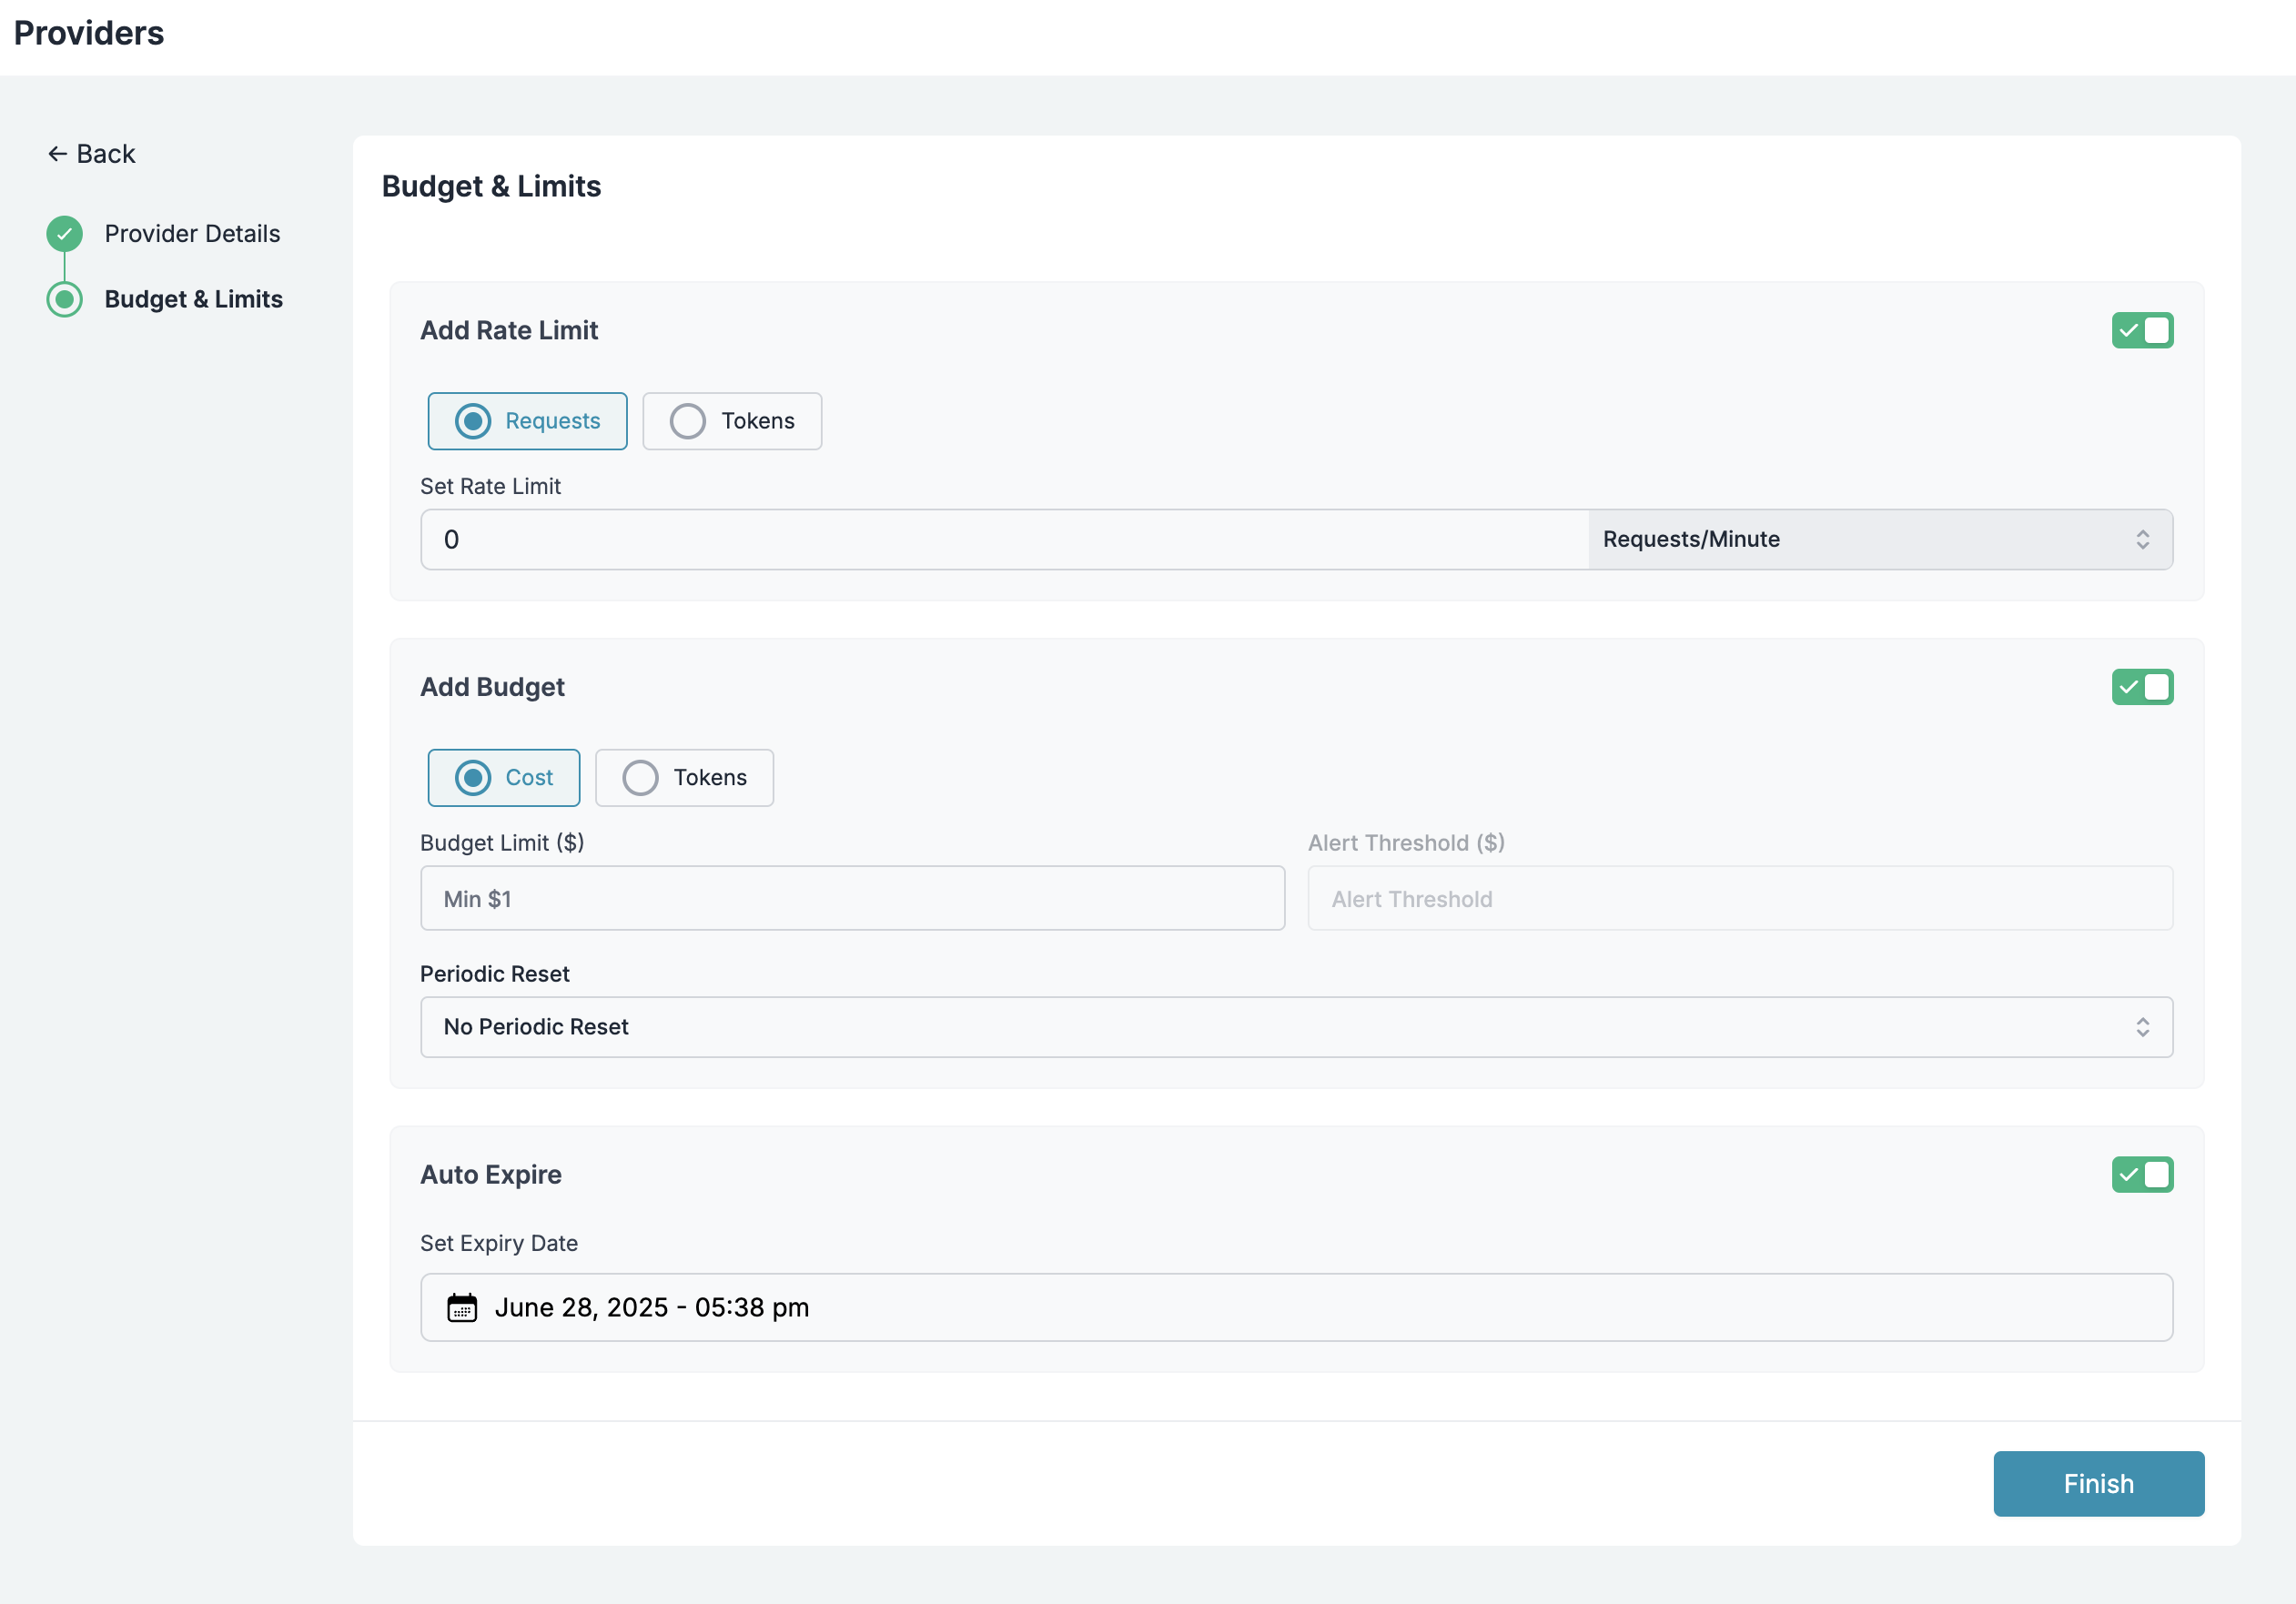 Providers
Back
Provider Details
Budget & Limits
Budget & Limits
Add Rate Limit
Requests Tokens
Set Rate Limit
0 Requests/Minute
Add Budget
Cost Tokens
Budget Limit ($) Alert Threshold ($)
Min $1 Alert Threshold
Periodic Reset
No Periodic Reset
Auto Expire
Set Expiry Date
June 28, 2025 - 05:38 pm
Finish